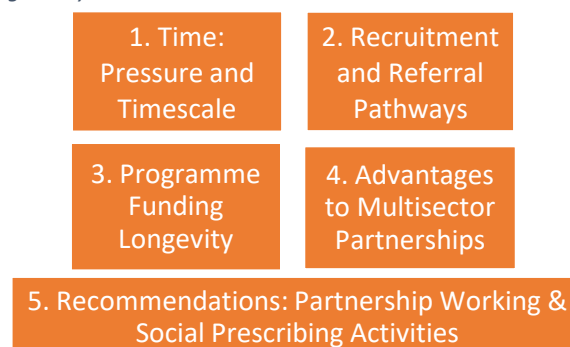 1. Time:
Pressure and
Timescale
2. Recruitment
and Referral
Pathways
3. Programme
Funding
Longevity
4. Advantages
to Multisector
Partnerships
5. Recommendations: Partnership Working &
Social Prescribing Activities